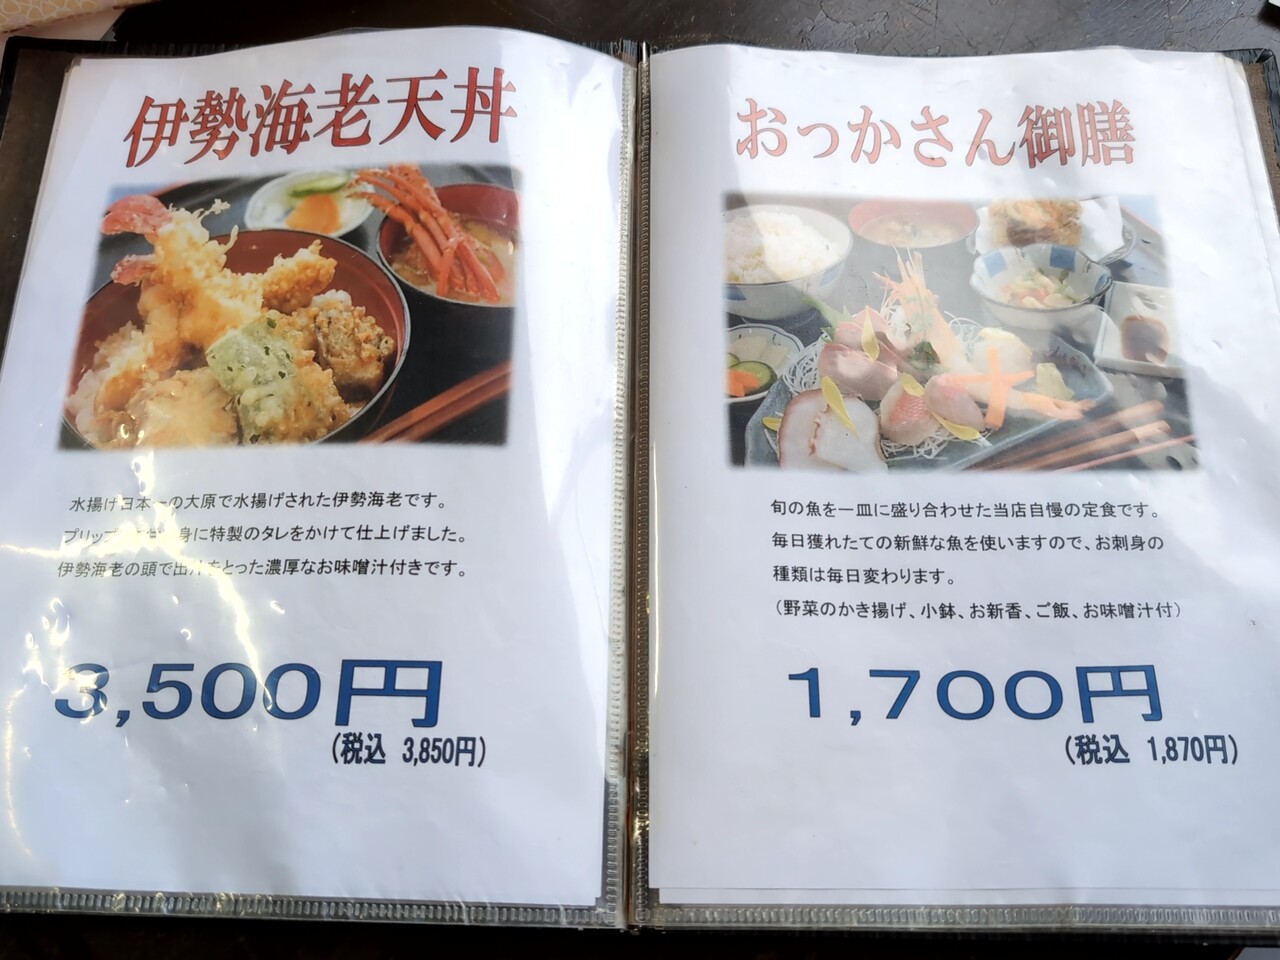 伊勢海老天丼
水揚げ日本一の大原で水揚げされた伊勢海老です。
プリップ 身に特製のタレをかけて仕上げました。
伊勢海老の頭で出汁をとった濃厚なお味噌汁付きです。
3,500円
(税込 3,850円)
おっかさん御膳
旬の魚を一皿に盛り合わせた当店自慢の定食です。
毎日獲れたての新鮮な魚を使いますので、お刺身の
種類は毎日変わります。
(野菜のかき揚げ、小鉢、お新香、ご飯、お味噌汁付)
1,700円
(税込 1,870円)